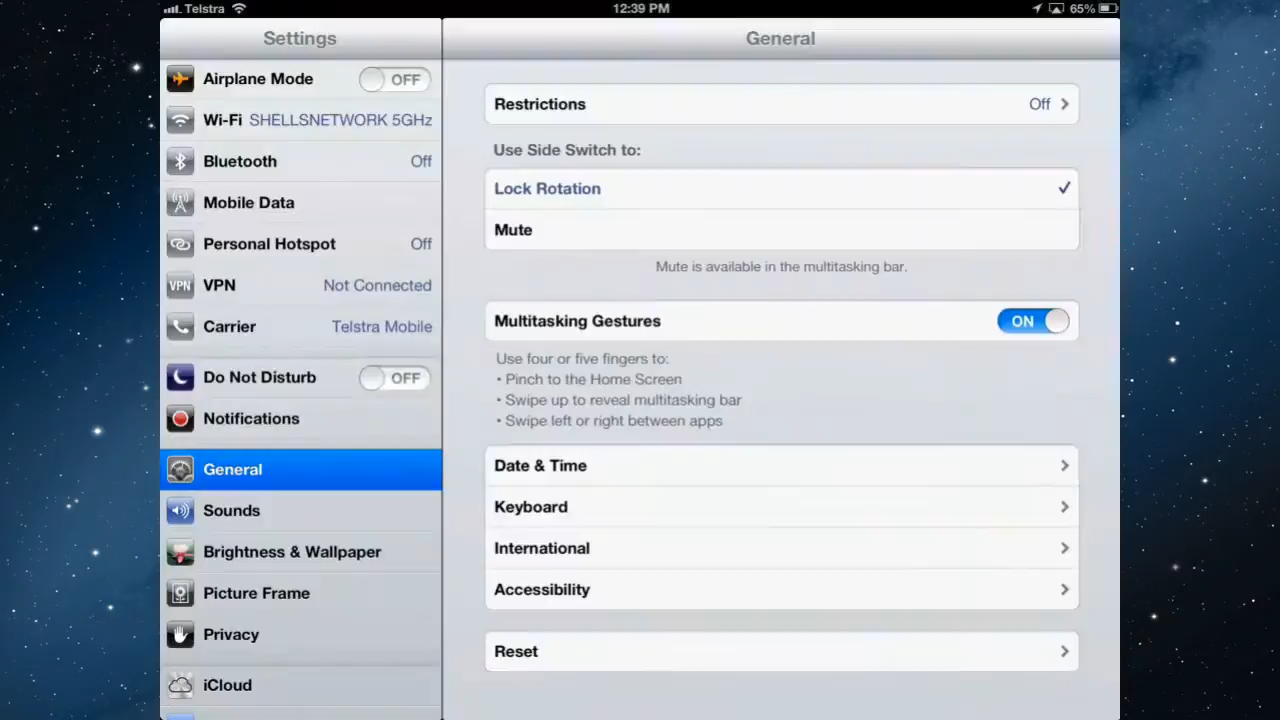 Telstra 12:39 PM 65%
Settings
Airplane Mode OFF
Wi-Fi SHELLSNETWORK 5GHz
Bluetooth Off
Mobile Data
Personal Hotspot Off
VPN VPN Not Connected
Carrier Telstra Mobile
Do Not Disturb OFF
Notifications
General
Sounds
Brightness & Wallpaper
Picture Frame
Privacy
iCloud
General
Restrictions Off
Use Side Switch to:
Lock Rotation
Mute
Mute is available in the multitasking bar.
Multitasking Gestures ON
Use four or five fingers to:
• Pinch to the Home Screen
• Swipe up to reveal multitasking bar
• Swipe left or right between apps
Date & Time
Keyboard
International
Accessibility
Reset